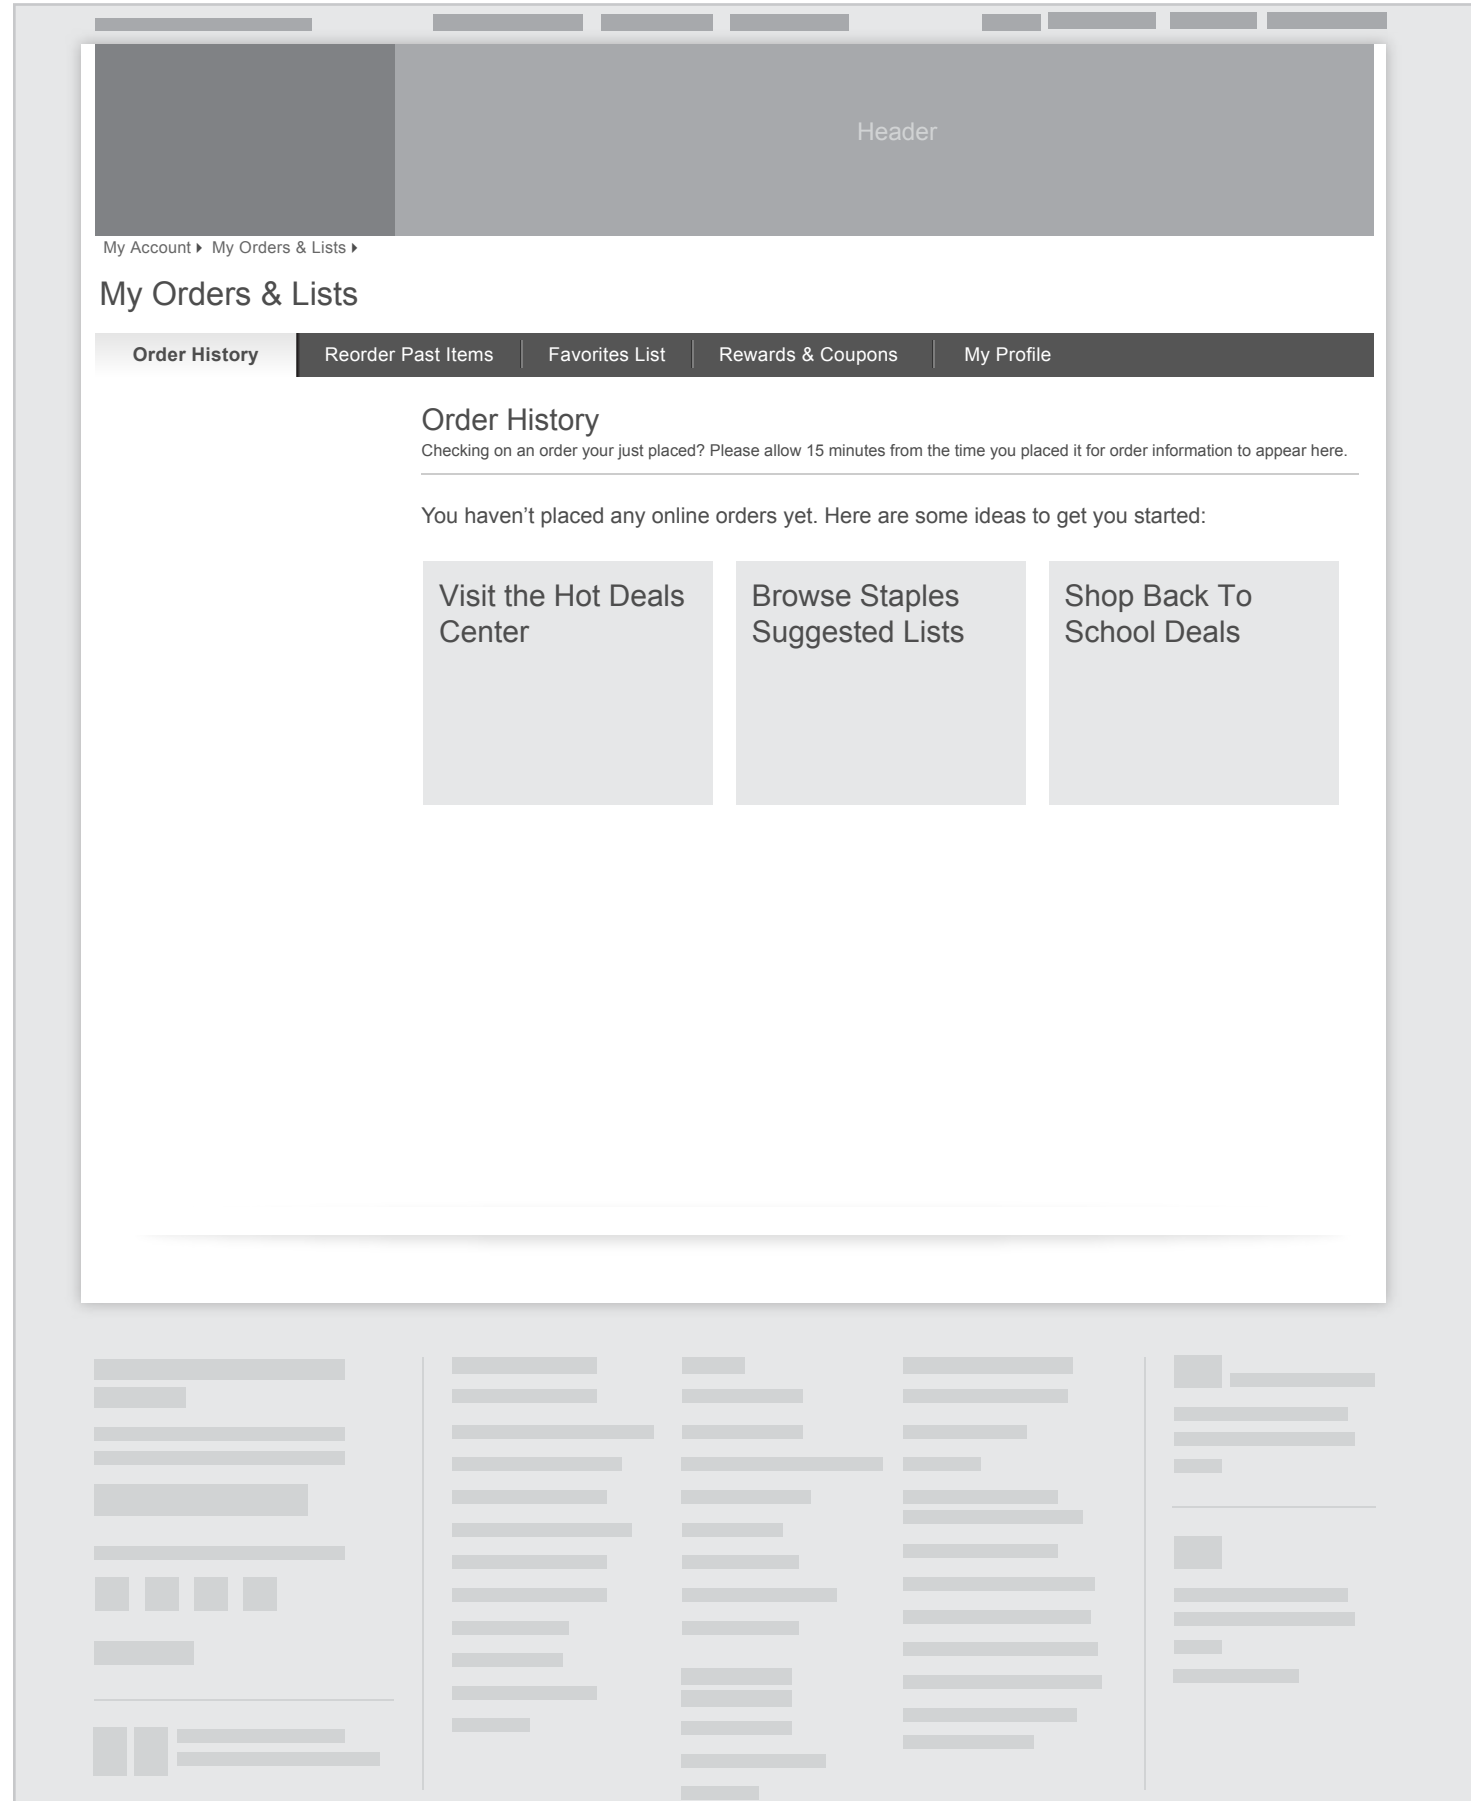 Header
My Account My Orders & Lists
My Orders & Lists
Order History Reorder Past Items Favorites List Rewards & Coupons My Profile
Order History
Checking on an order your just placed? Please allow 15 minutes from the time you placed it for order information to appear here.
You haven’t placed any online orders yet. Here are some ideas to get you started:
Visit the Hot Deals
Center
Browse Staples
Suggested Lists
Shop Back To
School Deals